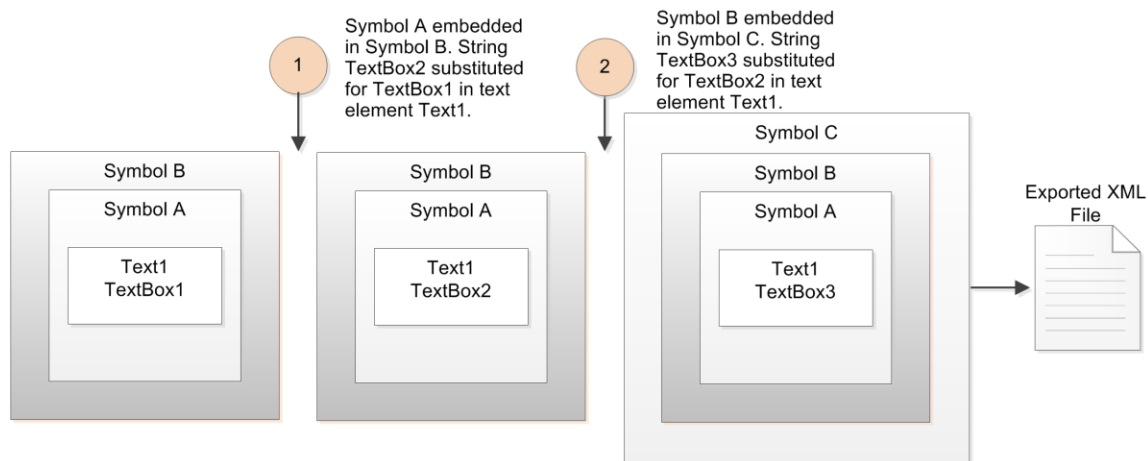 1
Symbol A embedded
in Symbol B. String
TextBox2 substituted
for TextBox1 in text
element Text1.
2
Symbol B embedded
in Symbol C. String
TextBox3 substituted
for TextBox2 in text
element Text1.
Symbol B
Symbol A
Text1
TextBox1
Symbol B
Symbol A
Text1
TextBox2
Symbol C
Symbol B
Symbol A
Text1
TextBox3
Exported XML
File